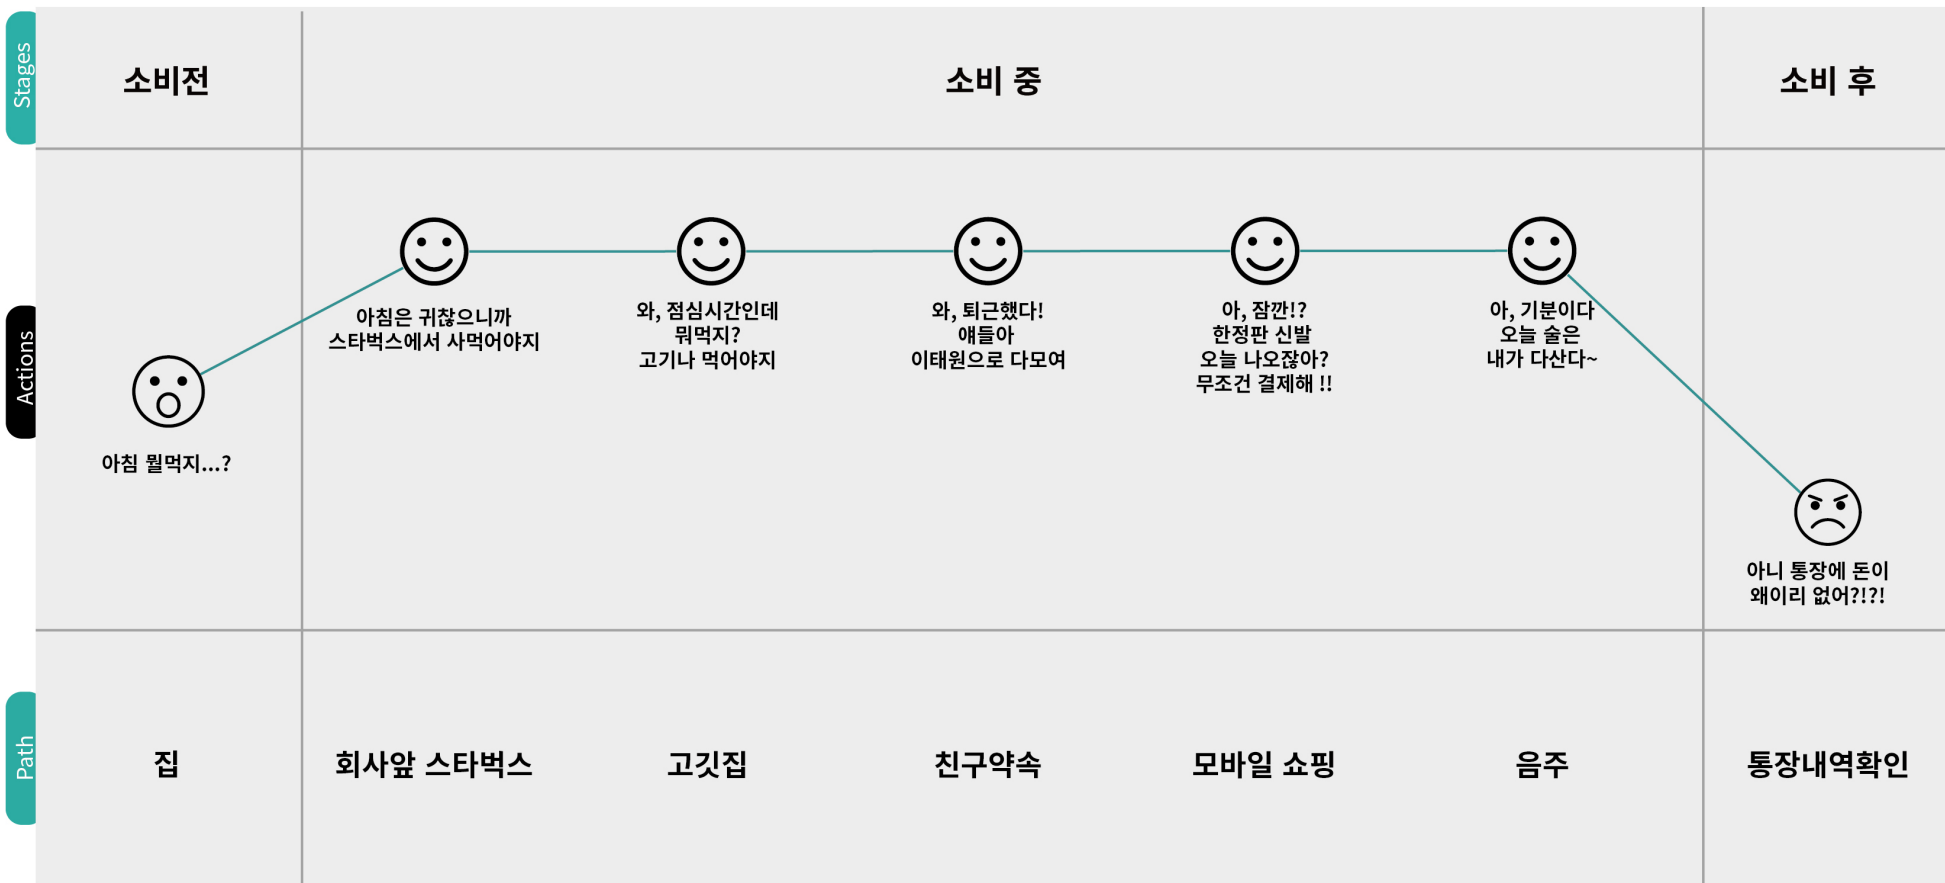 Stages
소비전
소비 중
소비 후
Actions
아침 뭘먹지...?
아침은 귀찮으니까
스타벅스에서 사먹어야지
와, 점심시간인데
뭐먹지?
고기나 먹어야지
와, 퇴근했다!
얘들아
이태원으로 다모여
아, 잠깐!?
한정판 신발
오늘 나오잖아?
무조건 결제해 !!
아, 기분이다
오늘 술은
내가 다산다~
아니 통장에 돈이
왜이리 없어?!?!
Path
집
회사앞 스타벅스
고깃집
친구약속
모바일 쇼핑
음주
통장내역확인